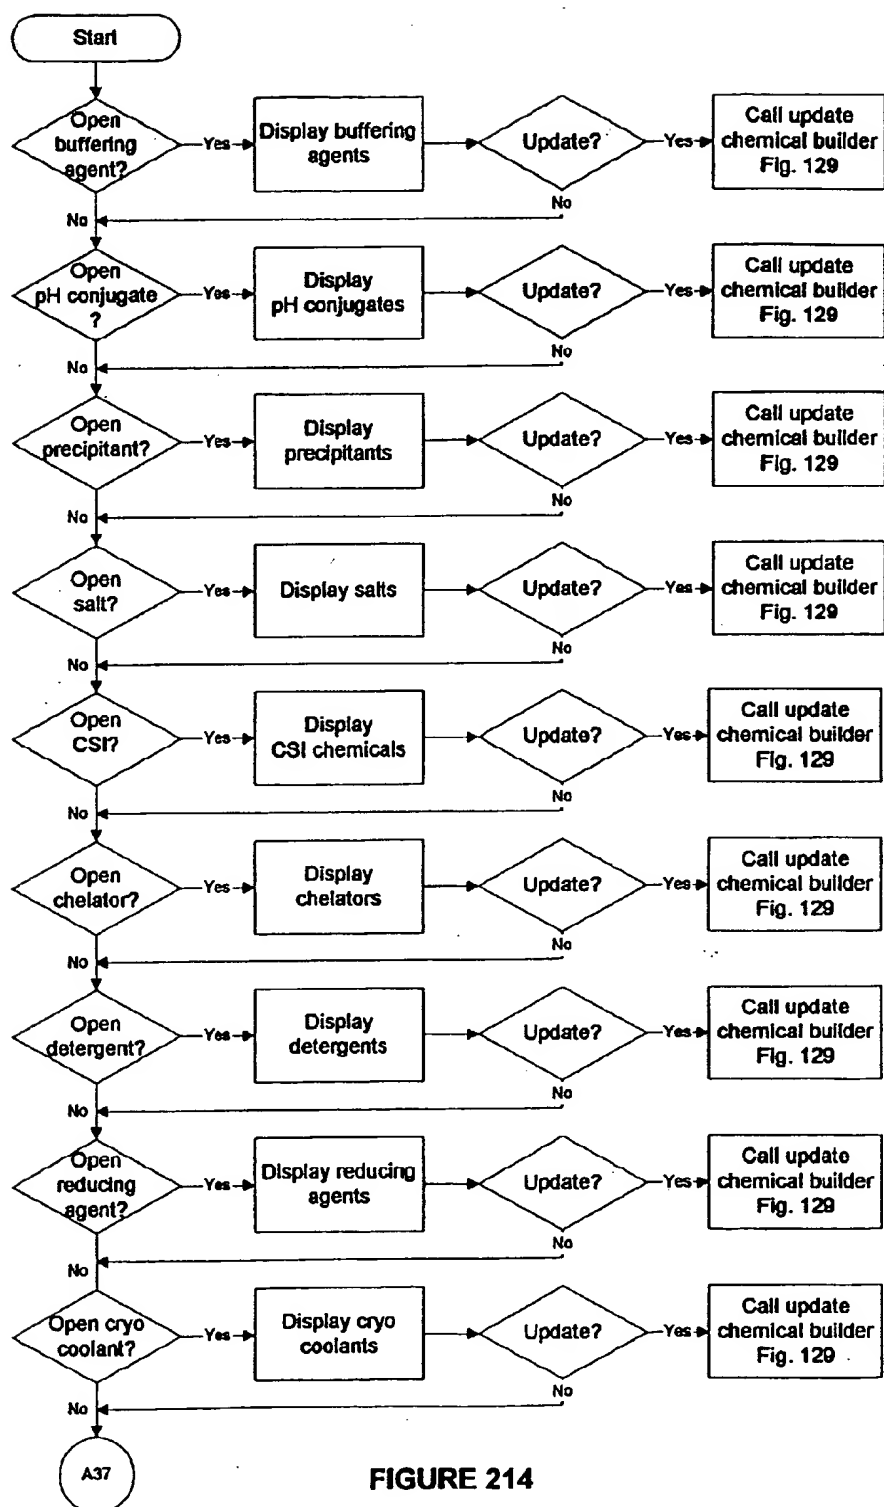 Start
Open
buffering
agent?
Yes
Display buffering
agents
Update?
Yes
Call update
chemical builder
Fig. 129
No
No
Open
pH conjugate
?
Yes
Display
pH conjugates
Update?
Yes
Call update
chemical builder
Fig. 129
No
No
Open
precipitant?
Yes
Display
precipitants
Update?
Yes
Call update
chemical builder
Fig. 129
No
No
Open
salt?
Yes
Display salts
Update?
Yes
Call update
chemical builder
Fig. 129
No
No
Open
CSI?
Yes
Display
CSI chemicals
Update?
Yes
Call update
chemical builder
Fig. 129
No
No
Open
chelator?
Yes
Display
chelators
Update?
Yes
Call update
chemical builder
Fig. 129
No
No
Open
detergent?
Yes
Display
detergents
Update?
Yes
Call update
chemical builder
Fig. 129
No
No
Open
reducing
agent?
Yes
Display reducing
agents
Update?
Yes
Call update
chemical builder
Fig. 129
No
No
Open cryo
coolant?
Yes
Display cryo
coolants
Update?
Yes
Call update
chemical builder
Fig. 129
No
No
A37
FIGURE 214